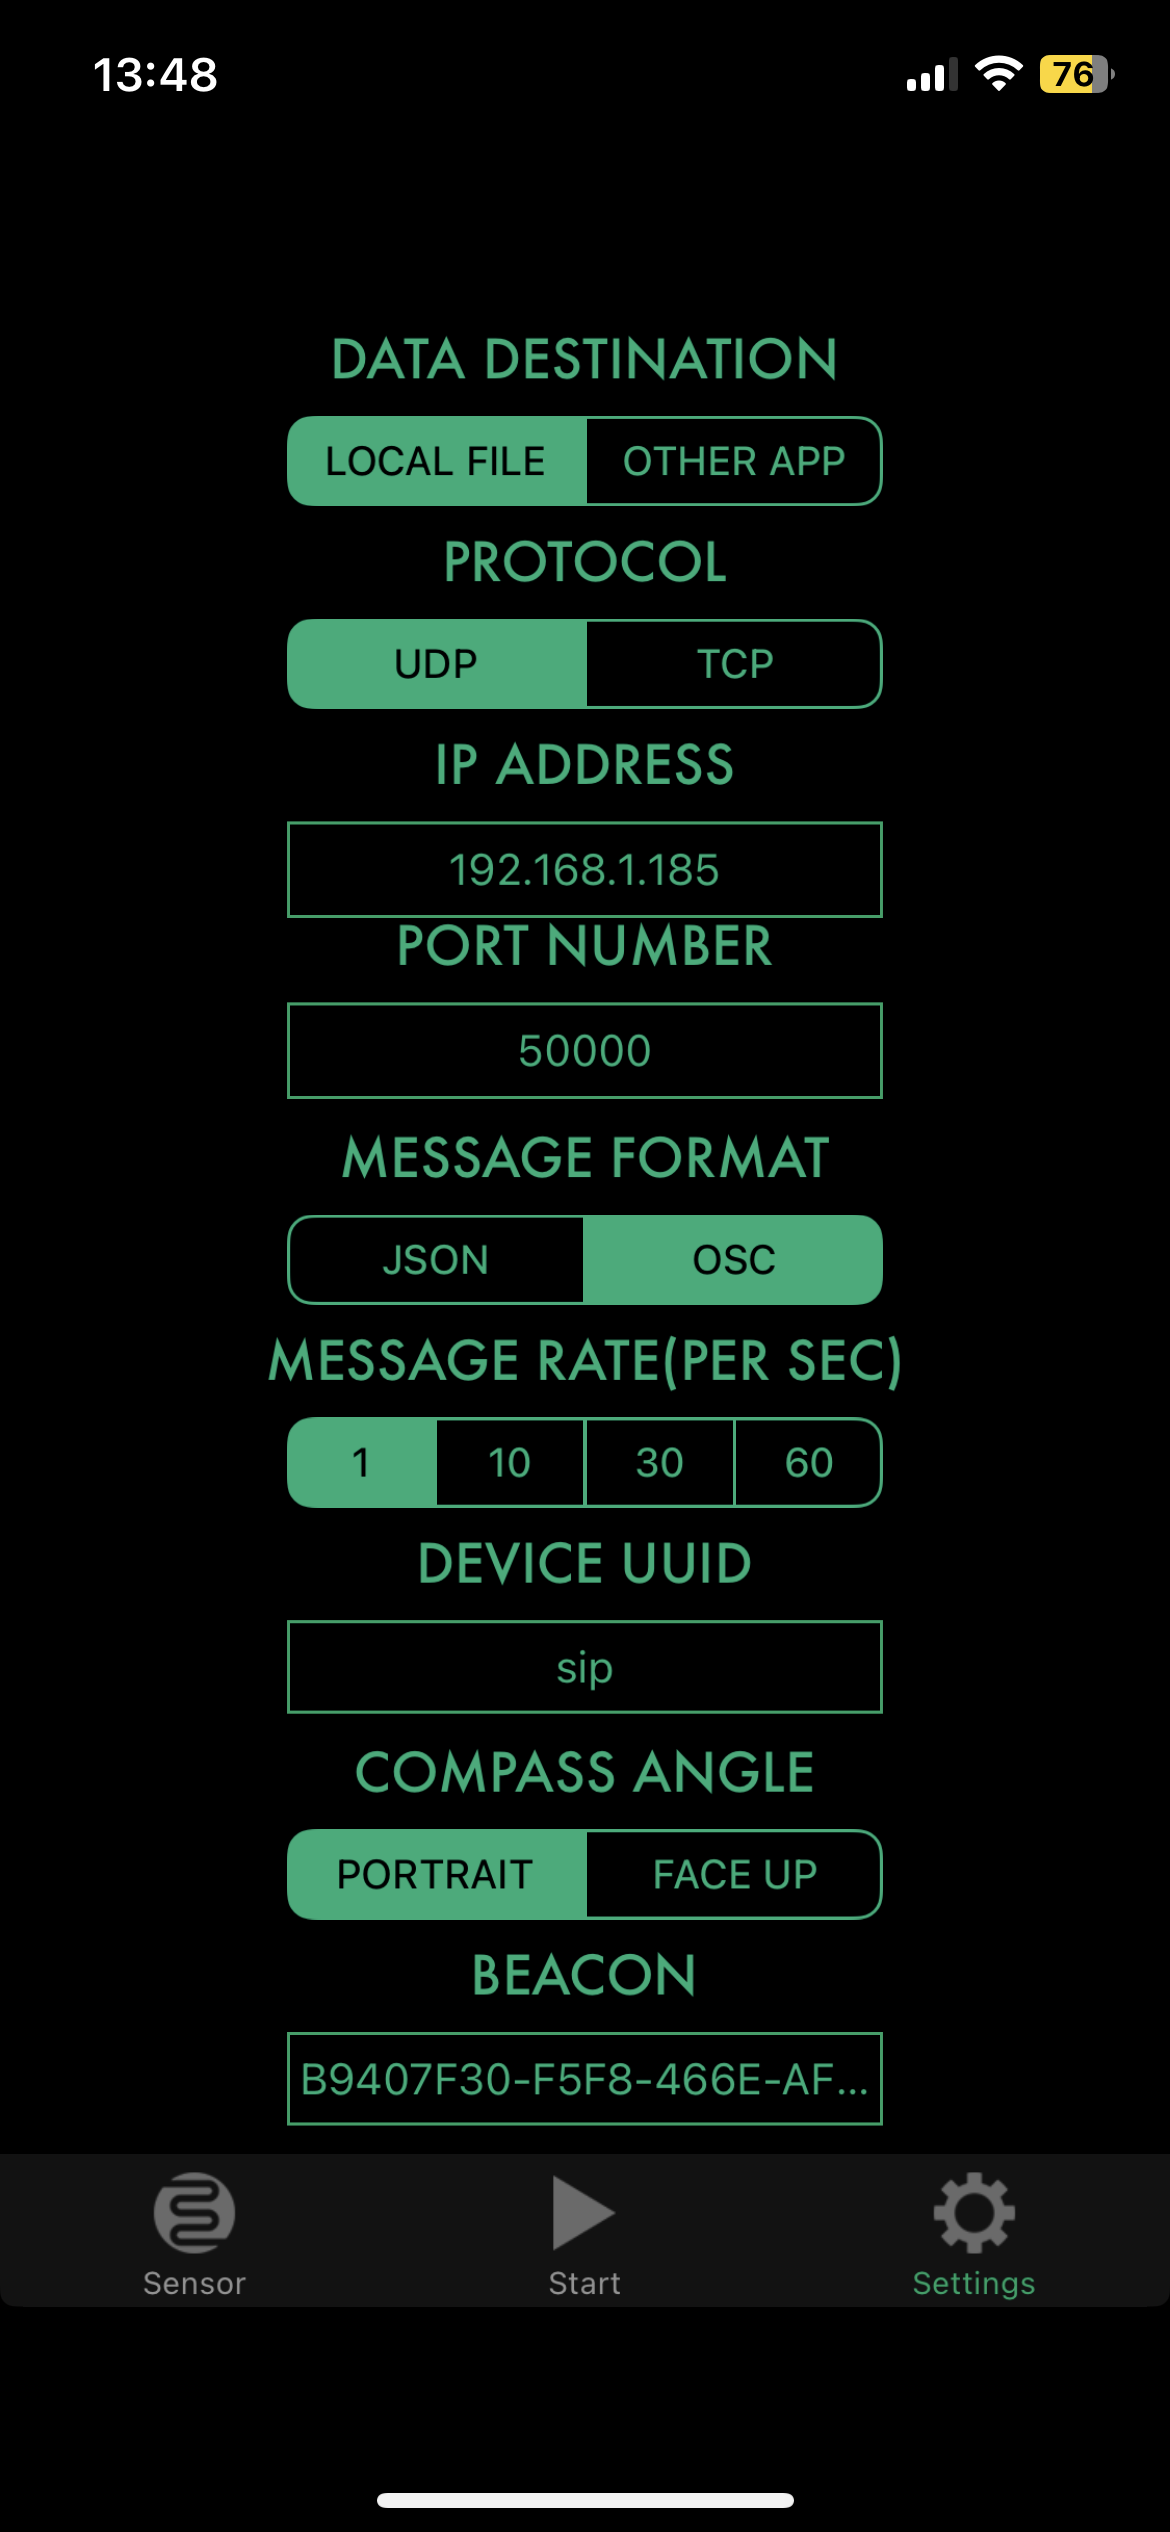 13:48
76
DATA DESTINATION
LOCAL FILE OTHER APP
PROTOCOL
UDP TCP
IP ADDRESS
192.168.1.185
PORT NUMBER
50000
MESSAGE FORMAT
JSON OSC
MESSAGE RATE(PER SEC)
1 10 30 60
DEVICE UUID
sip
COMPASS ANGLE
PORTRAIT FACE UP
BEACON
B9407F30-F5F8-466E-AF...
Sensor Start Settings